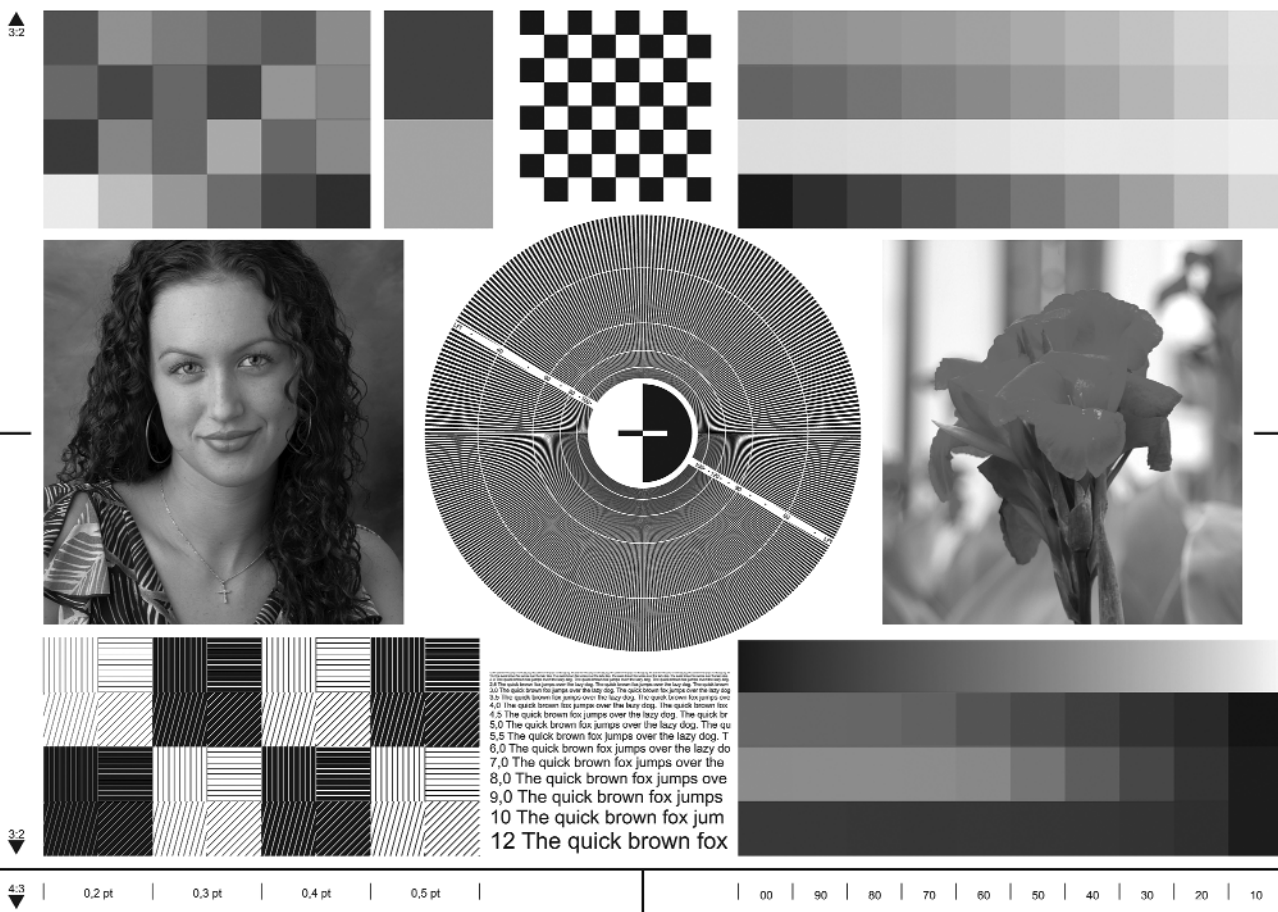 3:2
3,0 The quick brown fox jumps over the lazy dog. The quick brown fox jumps over the lazy dog
3,5 The quick brown fox jumps over the lazy dog. The quick brown fox jumps ove
4,0 The quick brown fox jumps over the lazy dog. The quick brown fox
4,5 The quick brown fox jumps over the lazy dog. The quick br
5,0 The quick brown fox jumps over the lazy dog. The qu
5,5 The quick brown fox jumps over the lazy dog. T
6,0 The quick brown fox jumps over the lazy do
7,0 The quick brown fox jumps over the
8,0 The quick brown fox jumps ove
9,0 The quick brown fox jumps
10 The quick brown fox jum
12 The quick brown fox
3:2
4:3 0,2 pt 0,3 pt 0,4 pt 0,5 pt 00 90 80 70 60 50 40 30 20 10